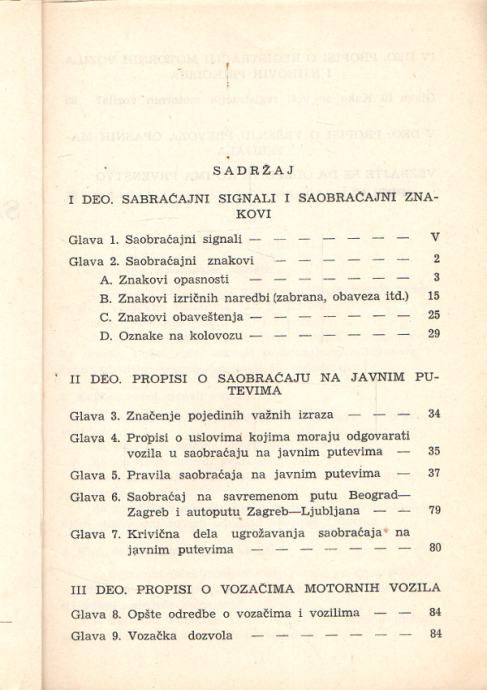 SADRŽAJ
I DEO. SABRAĆAJNI SIGNALI I SAOBRAĆAJNI ZNA-
KOVI
Glava 1. Saobraćajni signali — — — — — — V
Glava 2. Saobraćajni znakovi — — — — — 2
A. Znakovi opasnosti — — — — — — 3
B. Znakovi izričnih naredbi (zabrana, obaveza itd.) 15
C. Znakovi obaveštenja — — — — — — 25
D. Oznake na kolovozu — — — — — — 29
II DEO. PROPISI O SAOBRAĆAJU NA JAVNIM PU-
TEVIMA
Glava 3. Značenje pojedinih važnih izraza — — — 34
Glava 4. Propisi o uslovima kojima moraju odgovarati
vozila u saobraćaju na javnim putevima — 35
Glava 5. Pravila saobraćaja na javnim putevima — 37
Glava 6. Saobraćaj na savremenom putu Beograd—
Zagreb i autoputu Zagreb—Ljubljana — — 79
Glava 7. Krivična dela ugrožavanja saobraćaja na
javnim putevima — — — — — — 80
III DEO. PROPISI O VOZAČIMA MOTORNIH VOZILA
Glava 8. Opšte odredbe o vozačima i vozilima — — 84
Glava 9. Vozačka dozvola — — — — — — 84